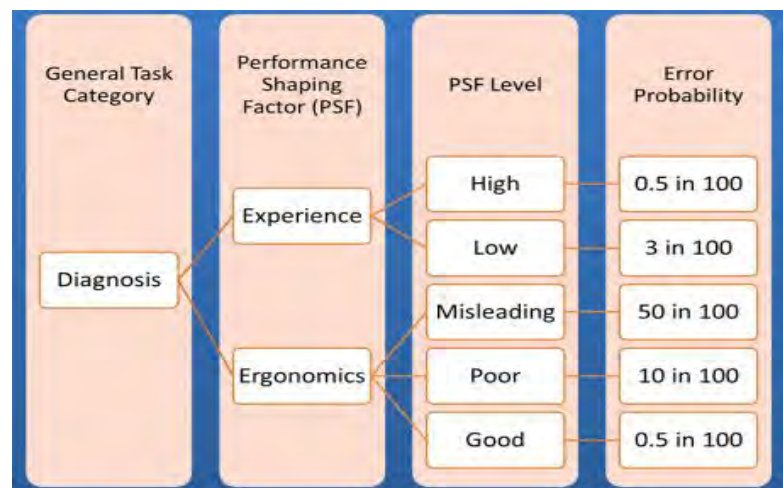 General Task
Category
Performance
Shaping
Factor (PSF)
PSF Level
Error
Probability
Diagnosis
Experience
Ergonomics
High
Low
Misleading
Poor
Good
0.5 in 100
3 in 100
50 in 100
10 in 100
0.5 in 100